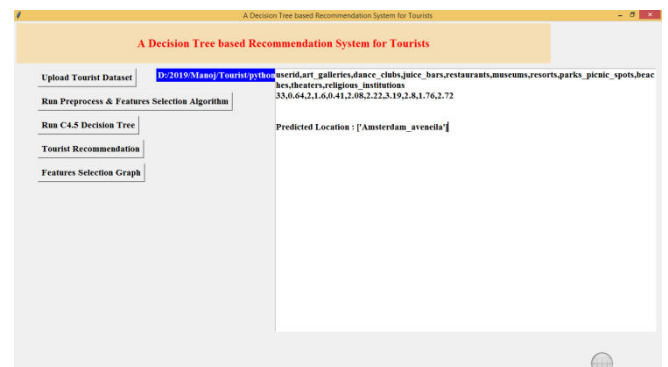 A Decision Tree based Recommendation System for Tourists
A Decision Tree based Recommendation System for Tourists
Upload Tourist Dataset
D:/2019/Manoj/Tourist/python
userid,art_galleries,dance_clubs,juice_bars,restaurants,museums,resorts,parks_picnic_spots,beac
hes,theaters,religious_institutions
33,0.64,2,1.6,0.41,2.08,2.22,3.19,2.8,1.76,2.72
Run Preprocess & Features Selection Algorithm
Run C4.5 Decision Tree
Predicted Location : ['Amsterdam_aveneila']
Tourist Recommendation
Features Selection Graph